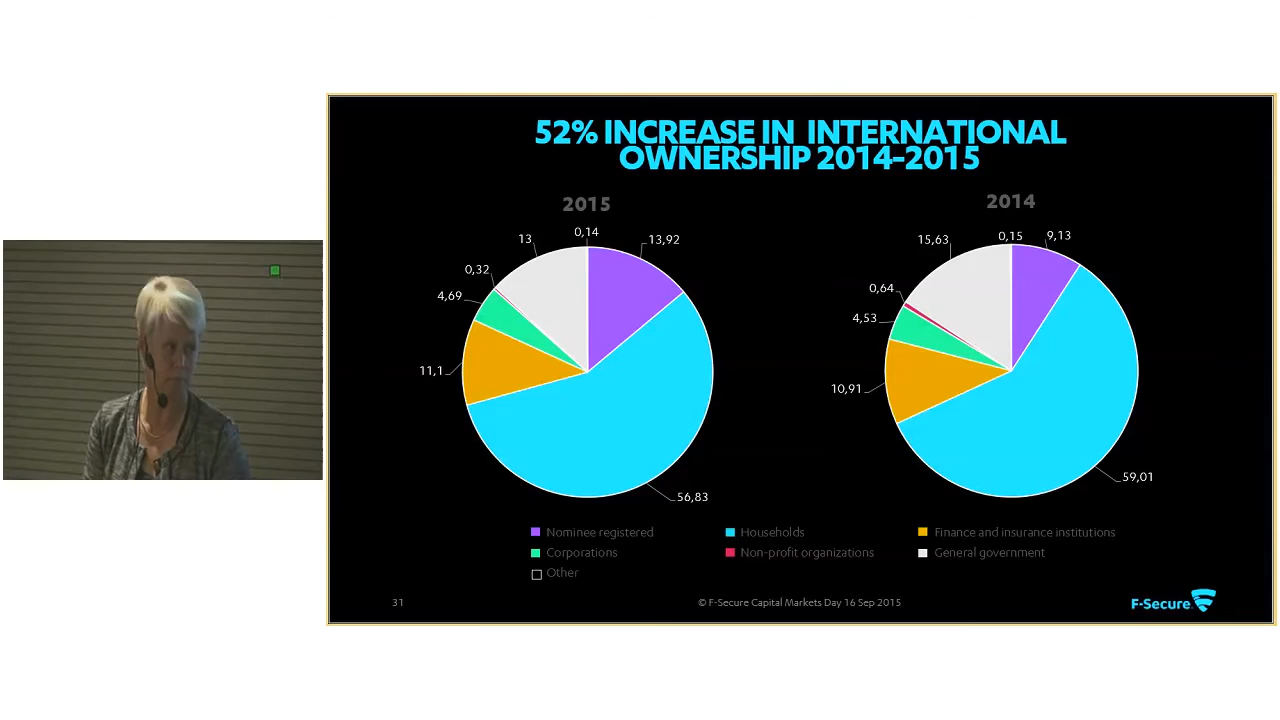 52% INCREASE IN INTERNATIONAL
OWNERSHIP 2014-2015
2015
2014
0,14
13,92
13
0,32
4,69
11,1
56,83
0,15
9,13
15,63
0,64
4,53
10,91
59,01
Nominee registered
Households
Finance and insurance institutions
Corporations
Non-profit organizations
General government
Other
31
© F-Secure Capital Markets Day 16 Sep 2015
F-Secure